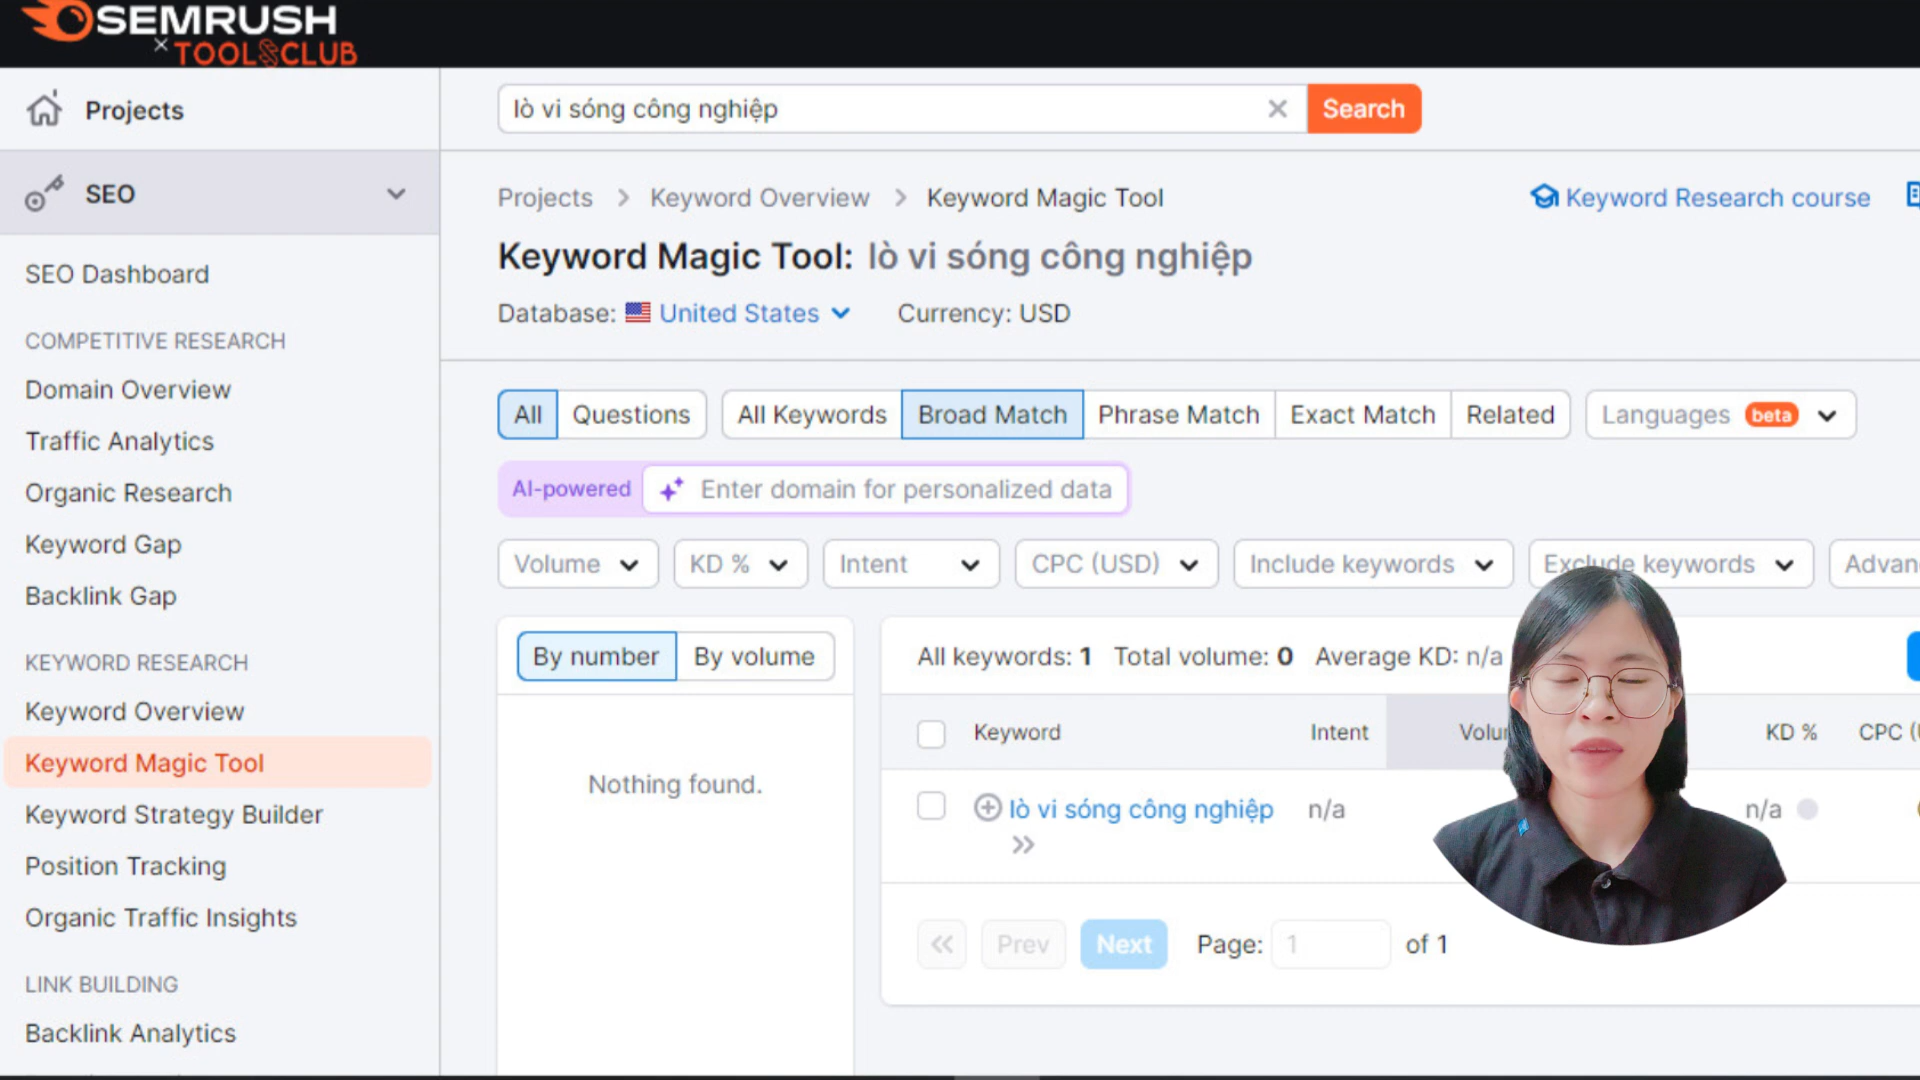 SEMRUSH
× TOOLSCLUB
Projects
SEO
SEO Dashboard
COMPETITIVE RESEARCH
Domain Overview
Traffic Analytics
Organic Research
Keyword Gap
Backlink Gap
KEYWORD RESEARCH
Keyword Overview
Keyword Magic Tool
Keyword Strategy Builder
Position Tracking
Organic Traffic Insights
LINK BUILDING
Backlink Analytics
lò vi sóng công nghiệp
Search
Projects > Keyword Overview > Keyword Magic Tool
Keyword Research course
Keyword Magic Tool: lò vi sóng công nghiệp
Database: United States Currency: USD
All Questions All Keywords Broad Match Phrase Match Exact Match Related Languages beta
AI-powered Enter domain for personalized data
Volume KD % Intent CPC (USD) Include keywords Exclude keywords
By number By volume
Nothing found.
All keywords: 1 Total volume: 0 Average KD: n/a
Keyword Intent KD % CPC
lò vi sóng công nghiệp n/a n/a
Prev Next Page: 1 of 1